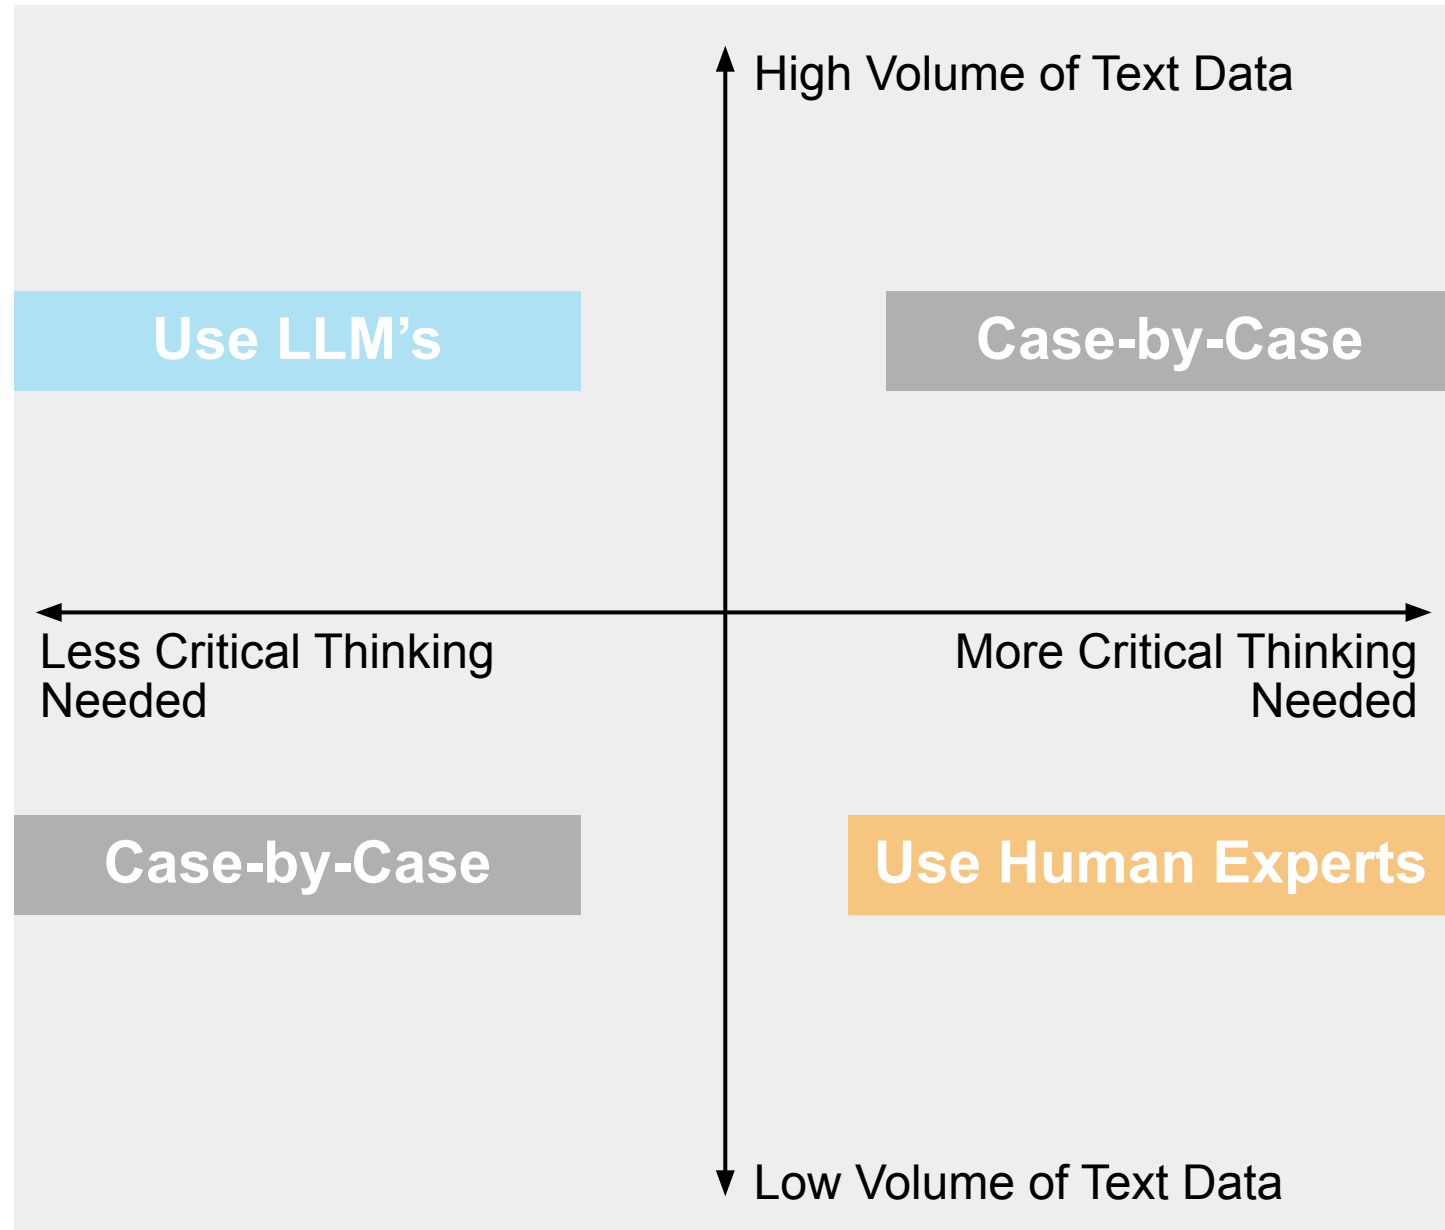 High Volume of Text Data
Use LLM’s
Case-by-Case
Less Critical Thinking
Needed
More Critical Thinking
Needed
Case-by-Case
Use Human Experts
Low Volume of Text Data